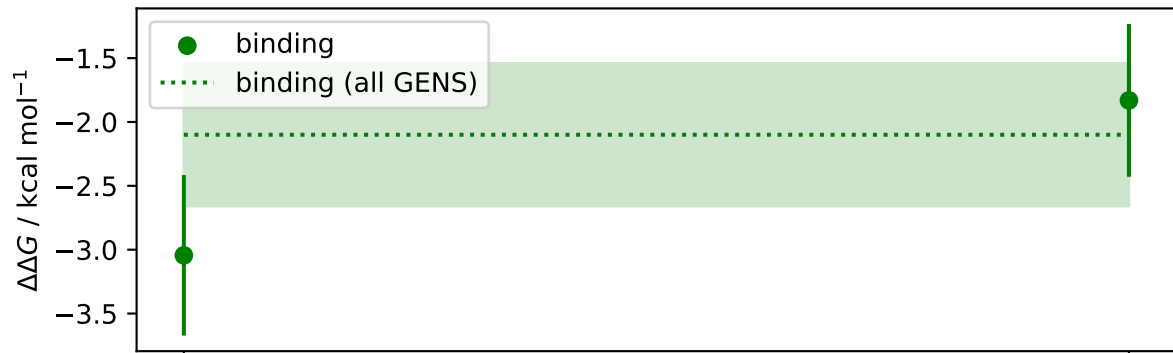 binding
binding (all GENS)
ΔΔG / kcal mol⁻¹
−1.5
−2.0
−2.5
−3.0
−3.5